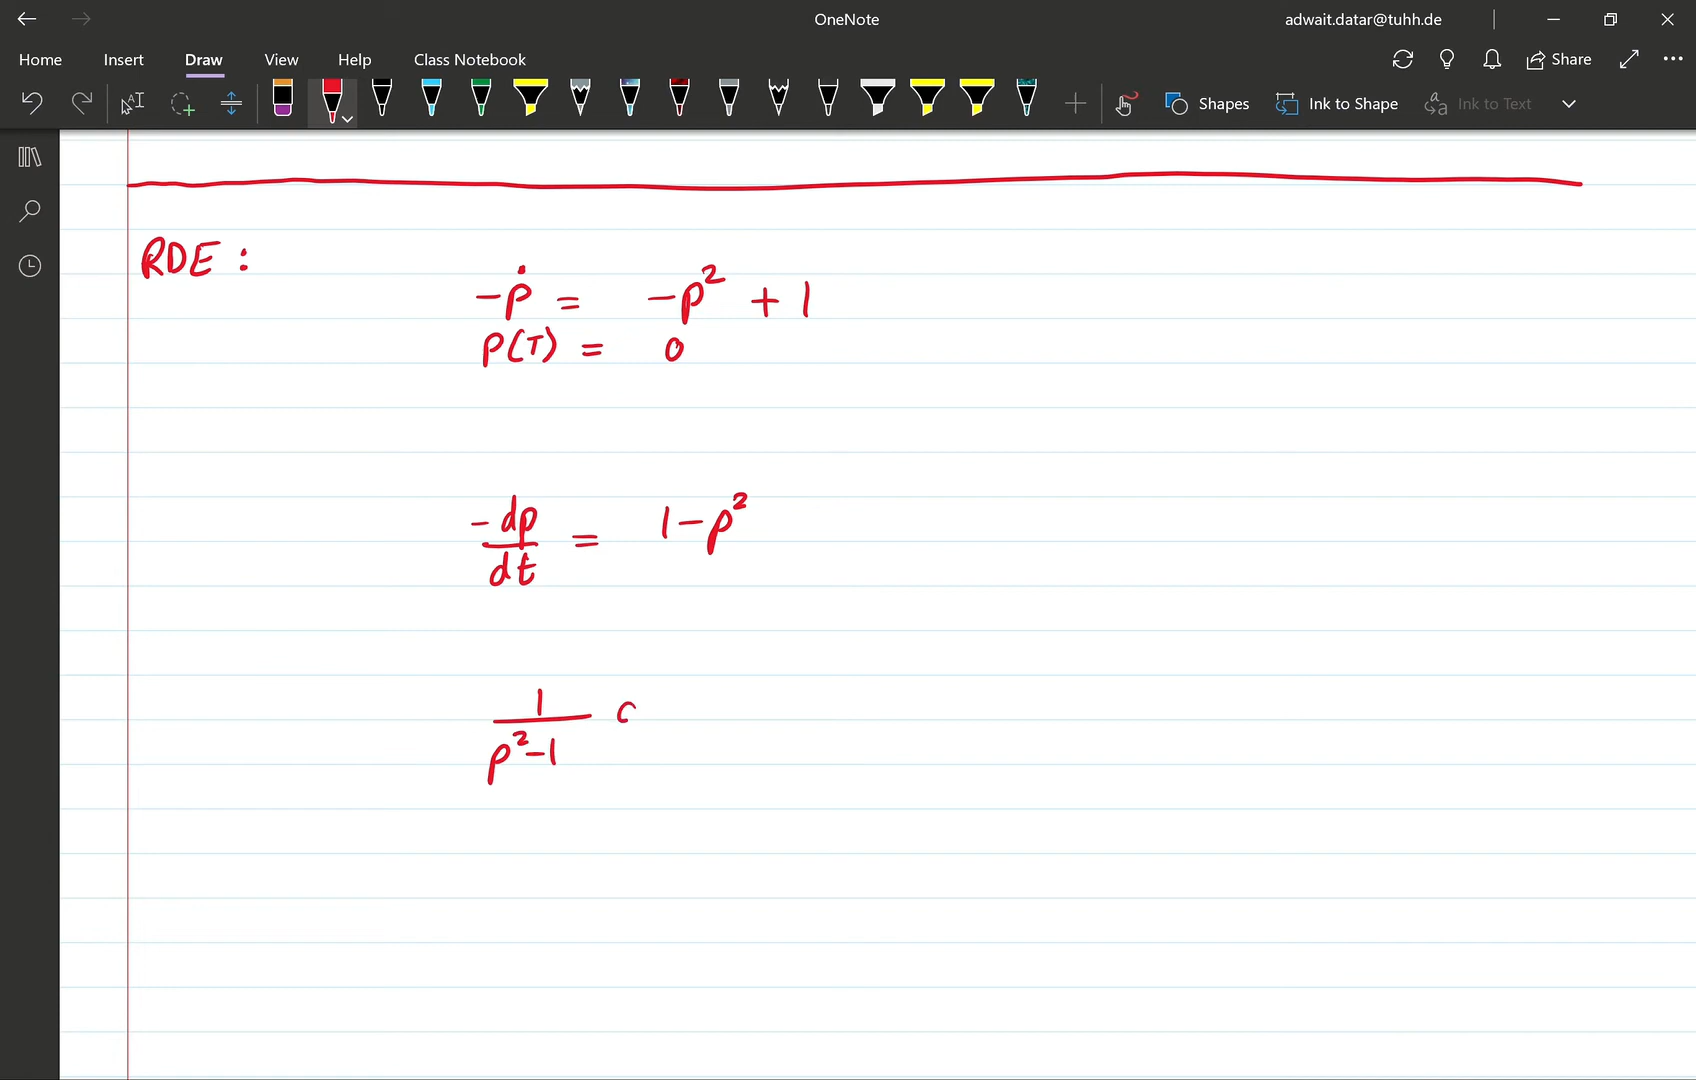 OneNote
adwait.datar@tuhh.de
Home Insert Draw View Help Class Notebook
Share
Shapes Ink to Shape Ink to Text
RDE :
-ṗ = -p² + 1
P(T) = 0
-dp/dt = 1-p²
1/(p²-1)